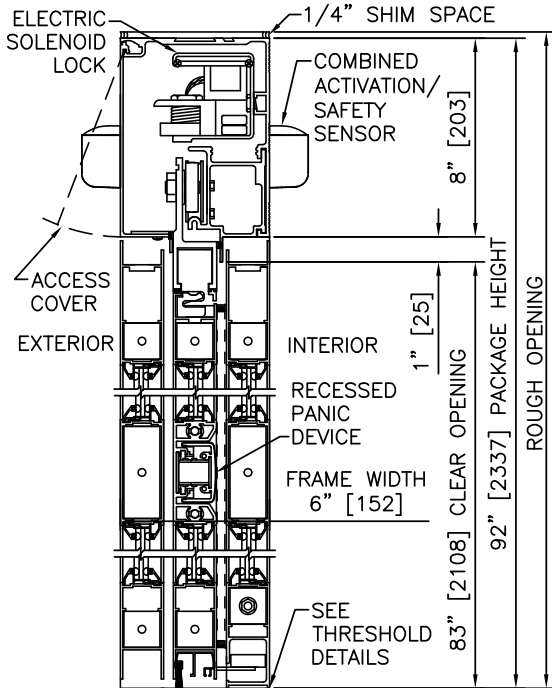 ELECTRIC
SOLENOID
LOCK
1/4” SHIM SPACE
COMBINED
ACTIVATION/
SAFETY
SENSOR
8” [203]
ACCESS
COVER
EXTERIOR
INTERIOR
1” [25]
RECESSED
PANIC
DEVICE
FRAME WIDTH
6” [152]
83” [2108] CLEAR OPENING
92” [2337] PACKAGE HEIGHT
ROUGH OPENING
SEE
THRESHOLD
DETAILS